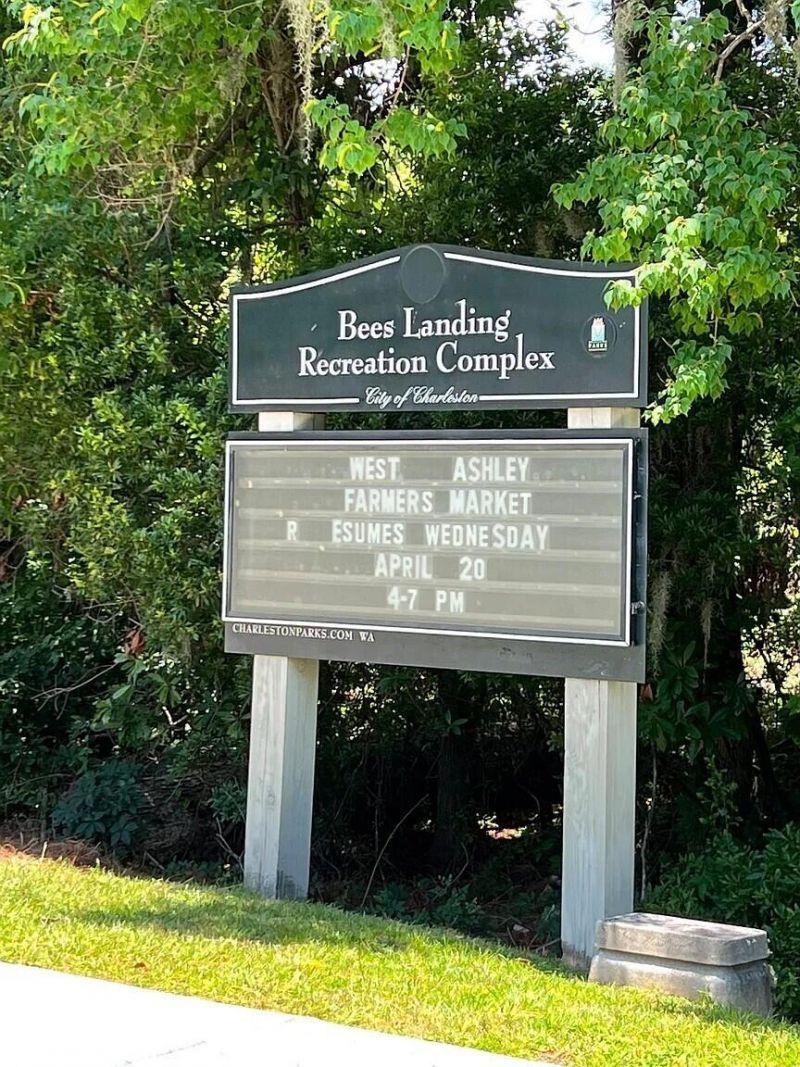 Bees Landing
Recreation Complex
City of Charleston
PARKS
WEST ASHLEY
FARMERS MARKET
R ESUMES WEDNESDAY
APRIL 20
4-7 PM
CHARLESTONPARKS.COM WA